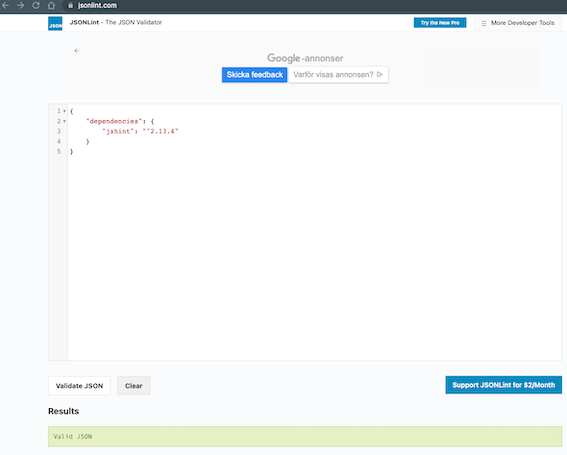 jsonlint.com
JSON JSONLint - The JSON Validator
Try the New Pro
More Developer Tools
Google-annonser
Skicka feedback
Varför visas annonsen?
1 {
2 "dependencies": {
3 "jshint": "^2.13.4"
4 }
5 }
Validate JSON
Clear
Support JSONLint for $2/Month
Results
Valid JSON